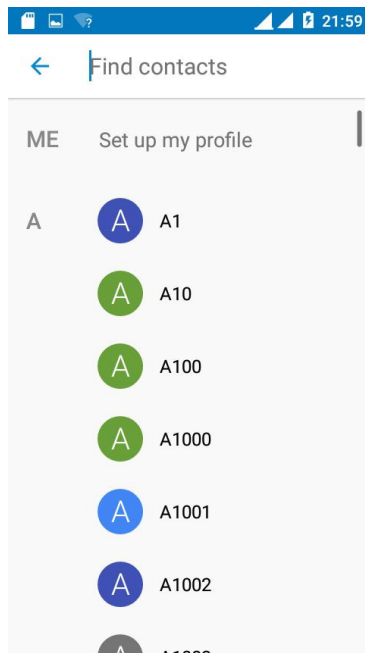 21:59
Find contacts
ME Set up my profile
A A A1
A A10
A A100
A A1000
A A1001
A A1002